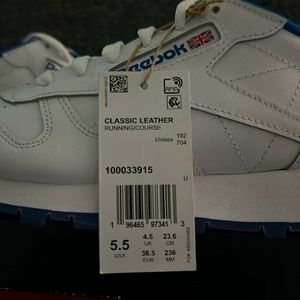 Reebok
RFID
CLASSIC LEATHER
RUNNING/COURSE
Unisex 192
704
100033915
U
1 96465 97341 3
5.5
USA
4.5
UK
23.6
CM
36.5
EUR
236
MM